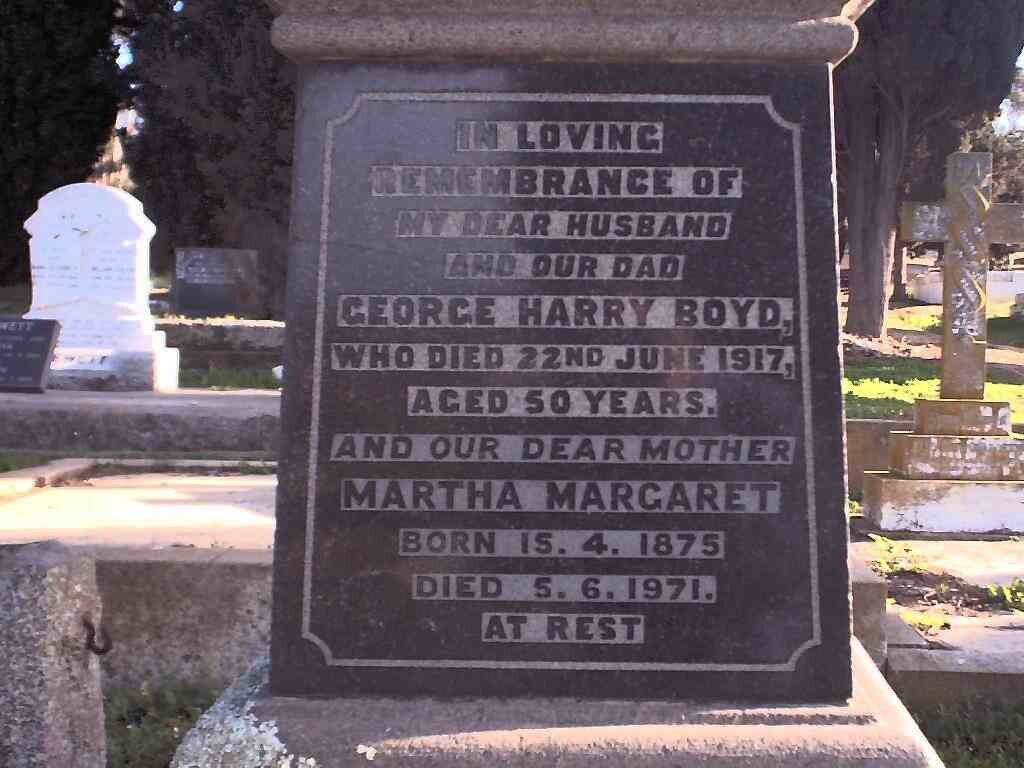 IN LOVING
REMEMBRANCE OF
MY DEAR HUSBAND
AND OUR DAD
GEORGE HARRY BOYD,
WHO DIED 22ND JUNE 1917,
AGED 50 YEARS.
AND OUR DEAR MOTHER
MARTHA MARGARET
BORN 15. 4. 1875
DIED 5. 6. 1971.
AT REST